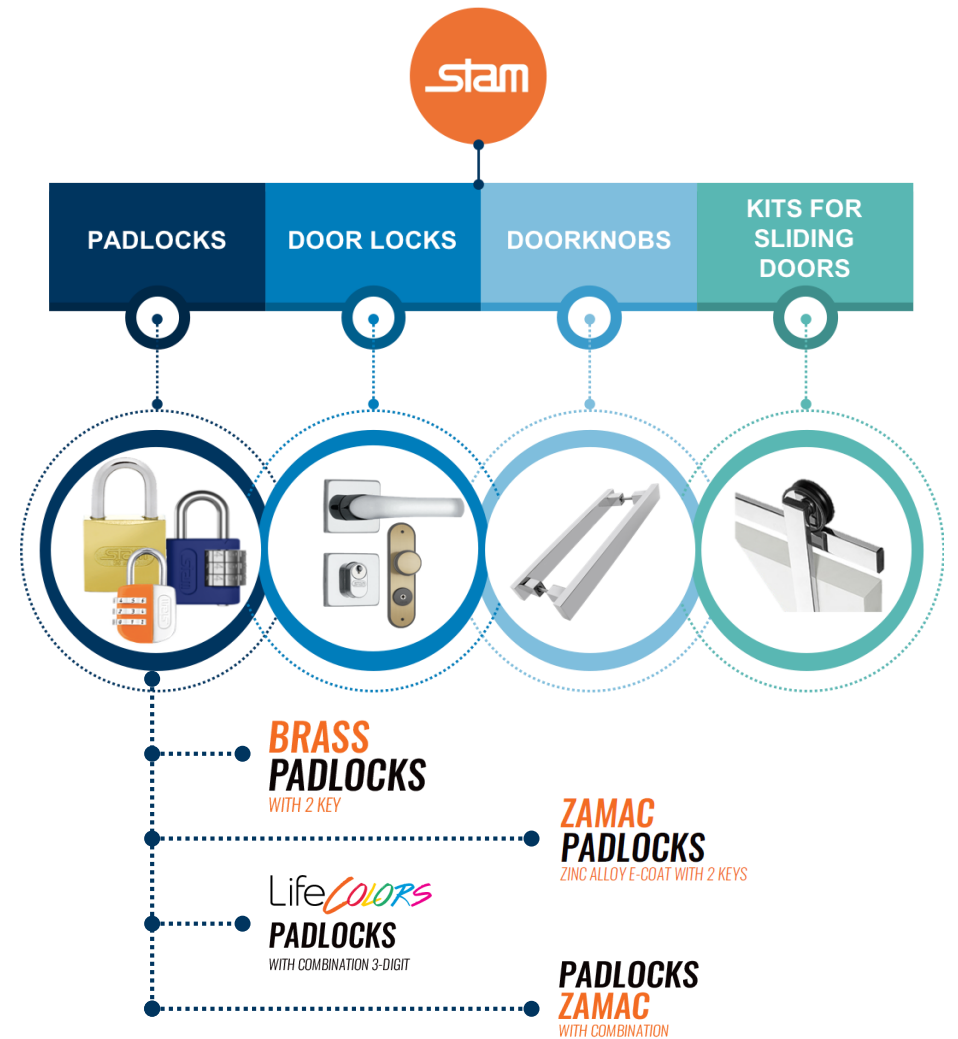 stam
PADLOCKS
DOOR LOCKS
DOORKNOBS
KITS FOR
SLIDING
DOORS
BRASS
PADLOCKS
WITH 2 KEY
ZAMAC
PADLOCKS
ZINC ALLOY E-COAT WITH 2 KEYS
LifeCOLORS
PADLOCKS
WITH COMBINATION 3-DIGIT
PADLOCKS
ZAMAC
WITH COMBINATION